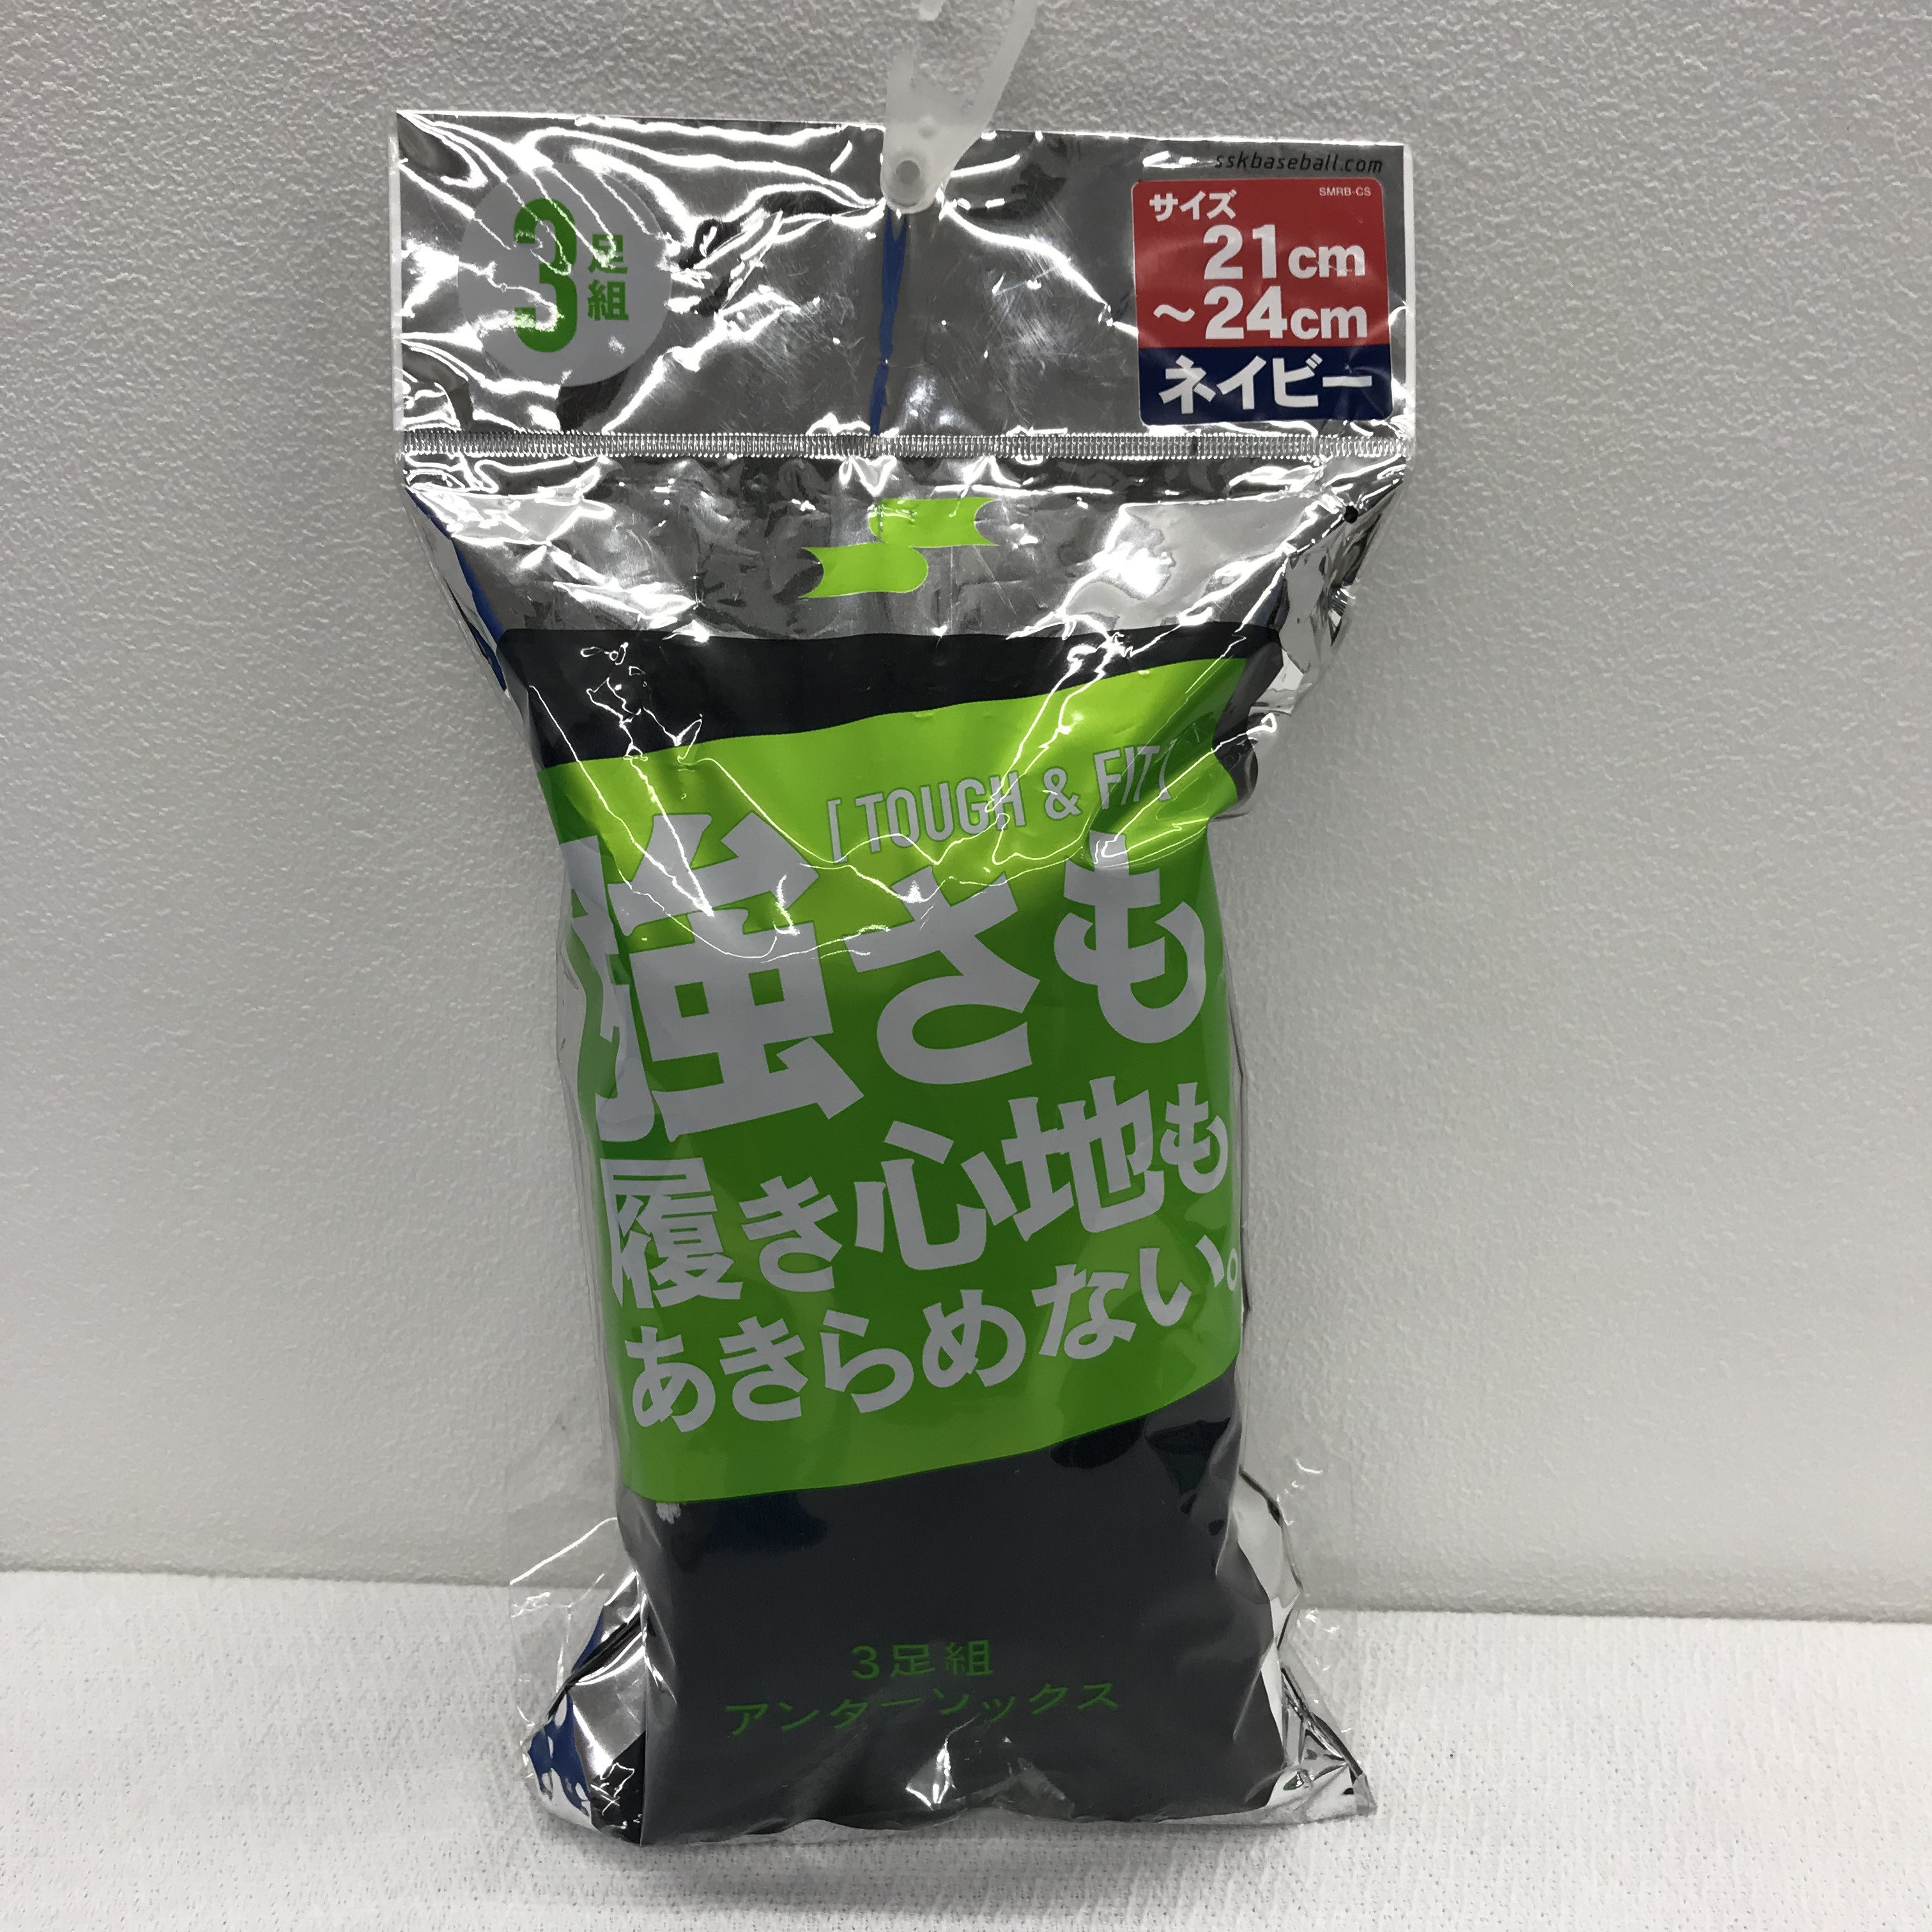 sskbaseball.com
SMRB-CS
サイズ
21cm
～24cm
ネイビー
3足組
[TOUGH & FIT]
強さも
履き心地も
あきらめない。
3足組
アンダーソックス